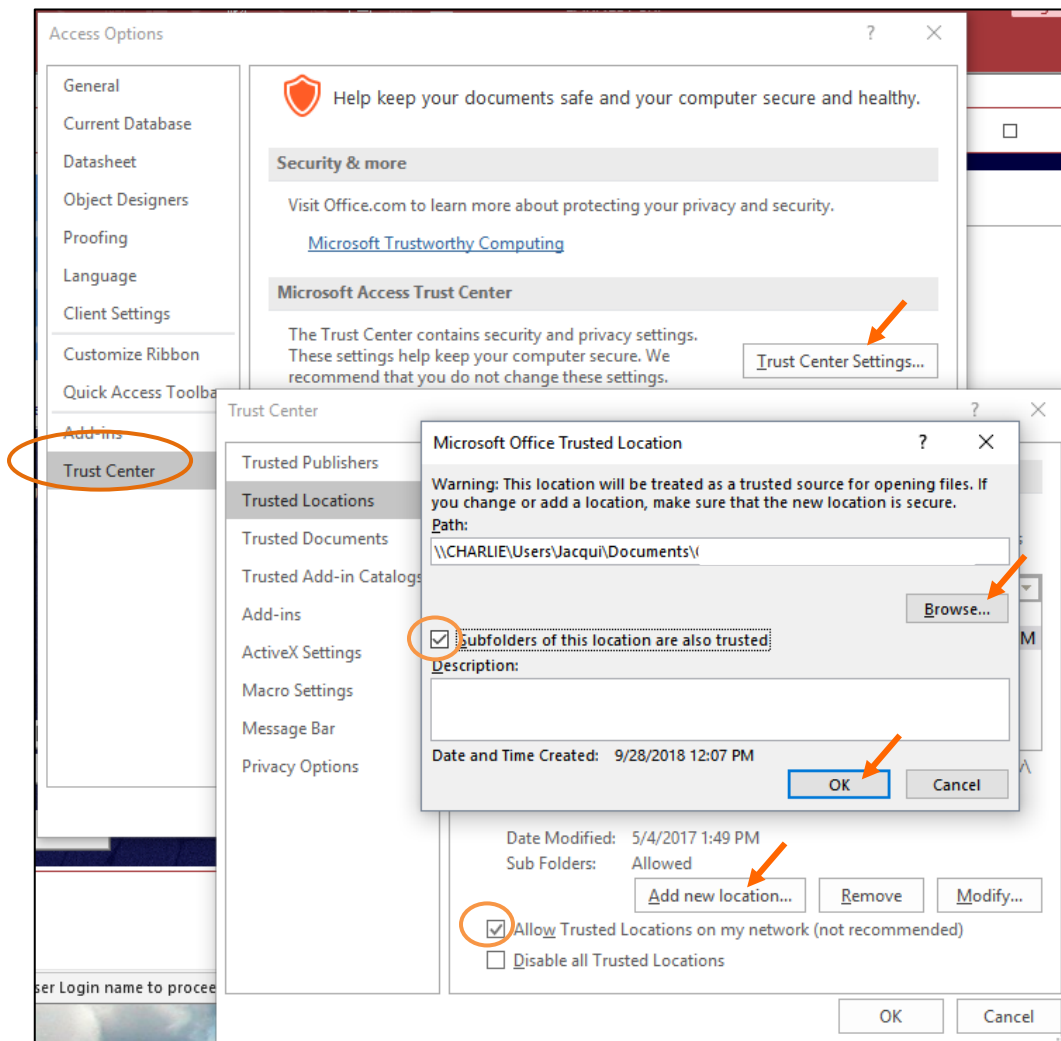 Access Options
General
Current Database
Datasheet
Object Designers
Proofing
Language
Client Settings
Customize Ribbon
Quick Access Toolba
Add-ins
Trust Center
Help keep your documents safe and your computer secure and healthy.
Security & more
Visit Office.com to learn more about protecting your privacy and security.
Microsoft Trustworthy Computing
Microsoft Access Trust Center
The Trust Center contains security and privacy settings.
These settings help keep your computer secure. We
recommend that you do not change these settings.
Trust Center Settings...
Trust Center
Trusted Publishers
Trusted Locations
Trusted Documents
Trusted Add-in Catalogs
Add-ins
ActiveX Settings
Macro Settings
Message Bar
Privacy Options
Microsoft Office Trusted Location
Warning: This location will be treated as a trusted source for opening files. If
you change or add a location, make sure that the new location is secure.
Path:
\\CHARLIE\Users\Jacqui\Documents\
Browse...
Subfolders of this location are also trusted
Description:
Date and Time Created: 9/28/2018 12:07 PM
OK
Cancel
M
Date Modified: 5/4/2017 1:49 PM
Sub Folders: Allowed
Add new location...
Remove
Modify...
Allow Trusted Locations on my network (not recommended)
Disable all Trusted Locations
OK
Cancel
ser Login name to procee